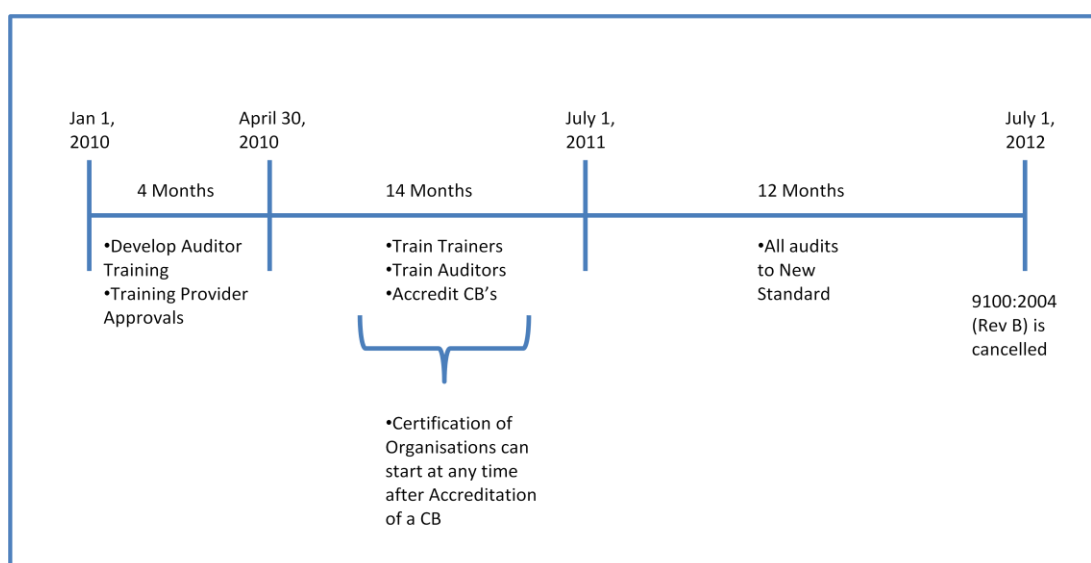 Jan 1,
2010
April 30,
2010
July 1,
2011
July 1,
2012
4 Months
14 Months
12 Months
•Develop Auditor
Training
•Training Provider
Approvals
•Train Trainers
•Train Auditors
•Accredit CB's
•All audits
to New
Standard
9100:2004
(Rev B) is
cancelled
•Certification of
Organisations can
start at any time
after Accreditation
of a CB